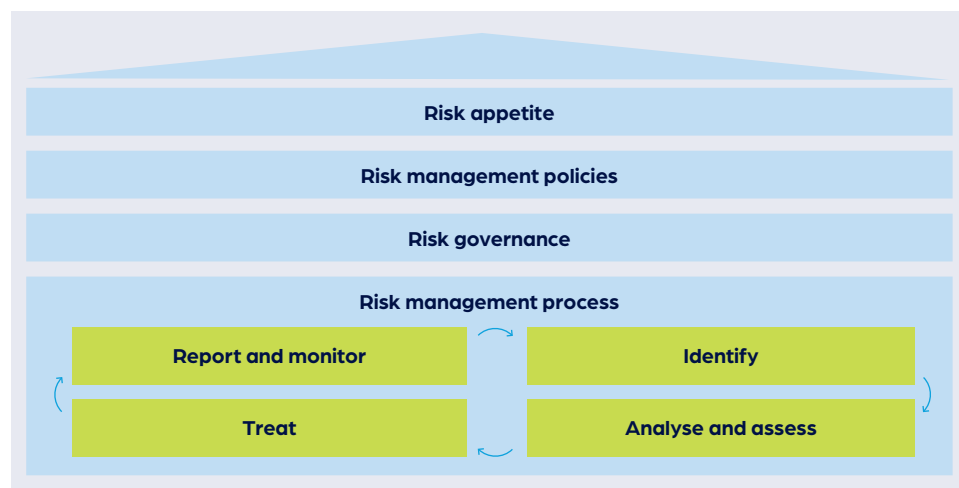 Risk appetite
Risk management policies
Risk governance
Risk management process
Report and monitor
Identify
Treat
Analyse and assess